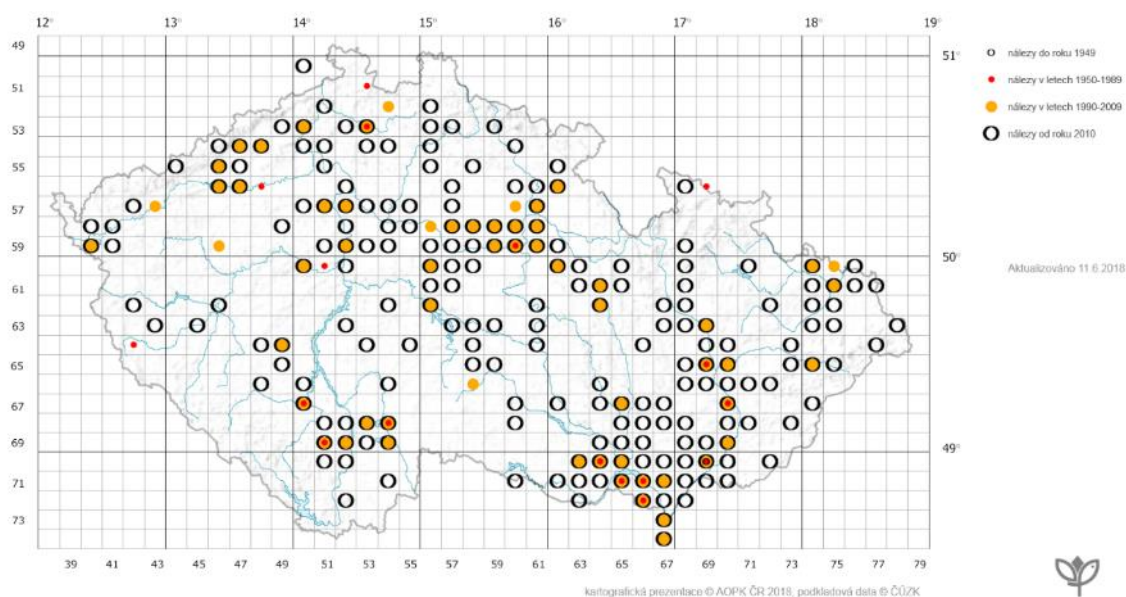 12° 13° 14° 15° 16° 17° 18° 19°
49
51°
51
53
55
57
59
50°
61
63
65
67
69
49°
71
73
39 41 43 45 47 49 51 53 55 57 59 61 63 65 67 69 71 73 75 77 79
nálezy do roku 1949
nálezy v letech 1950-1989
nálezy v letech 1990-2009
nálezy od roku 2010
Aktualizováno 11.6.2018
kartografická prezentace © AOPK ČR 2018, podkladová data © ČÚZK